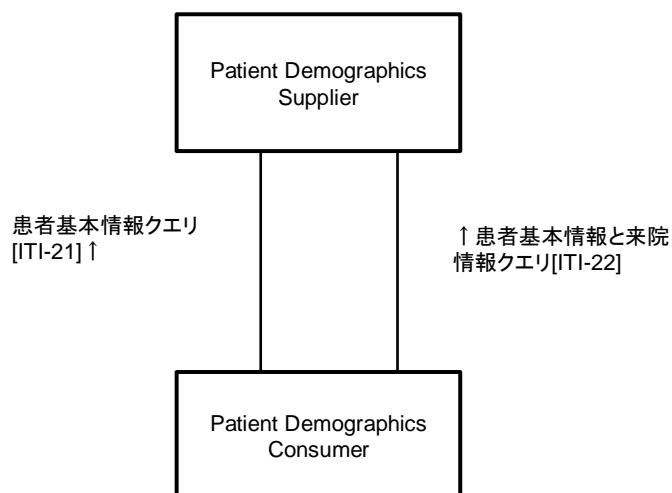 Patient Demographics
Supplier
患者基本情報クエリ
[ITI-21]↑
↑患者基本情報と来院
情報クエリ[ITI-22]
Patient Demographics
Consumer